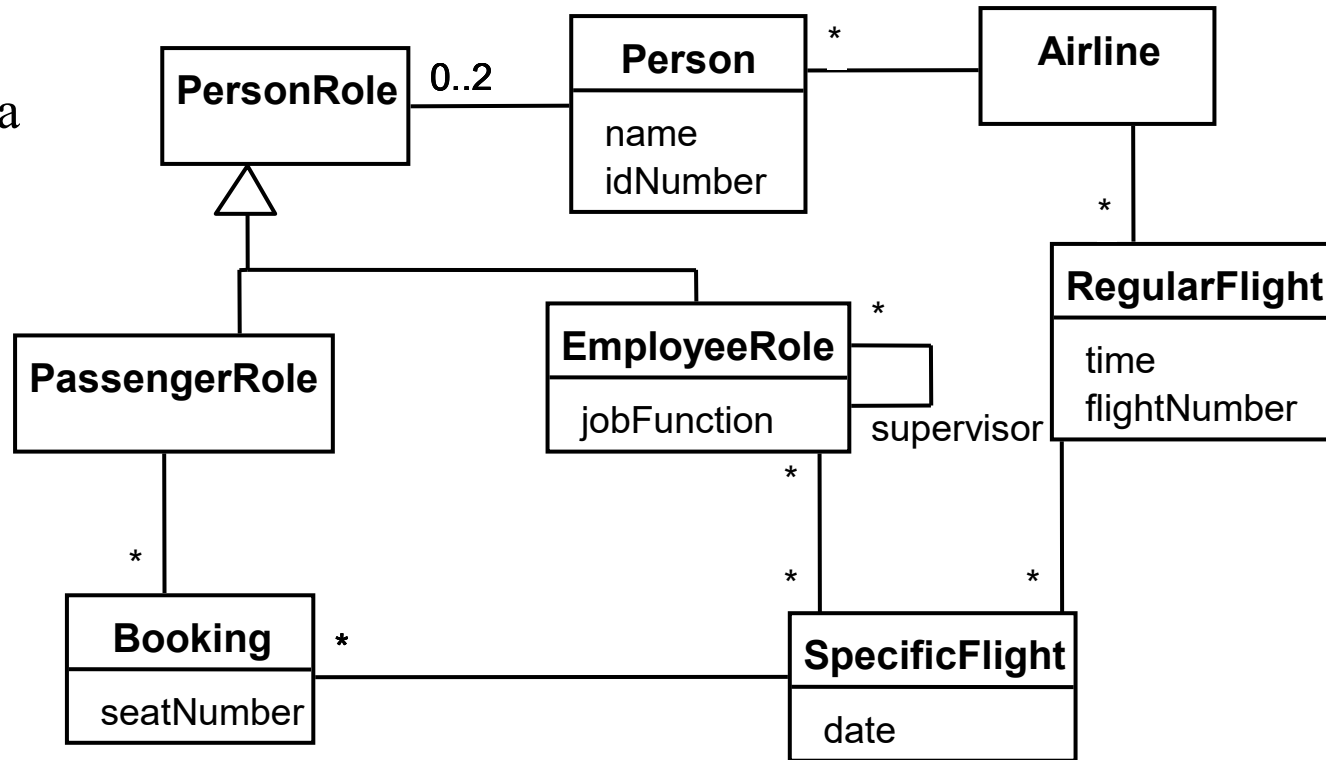 a
PersonRole
0..2
Person
name
idNumber
*
Airline
*
RegularFlight
time
flightNumber
PassengerRole
EmployeeRole
jobFunction
*
supervisor
*
*
*
*
Booking
seatNumber
*
SpecificFlight
date